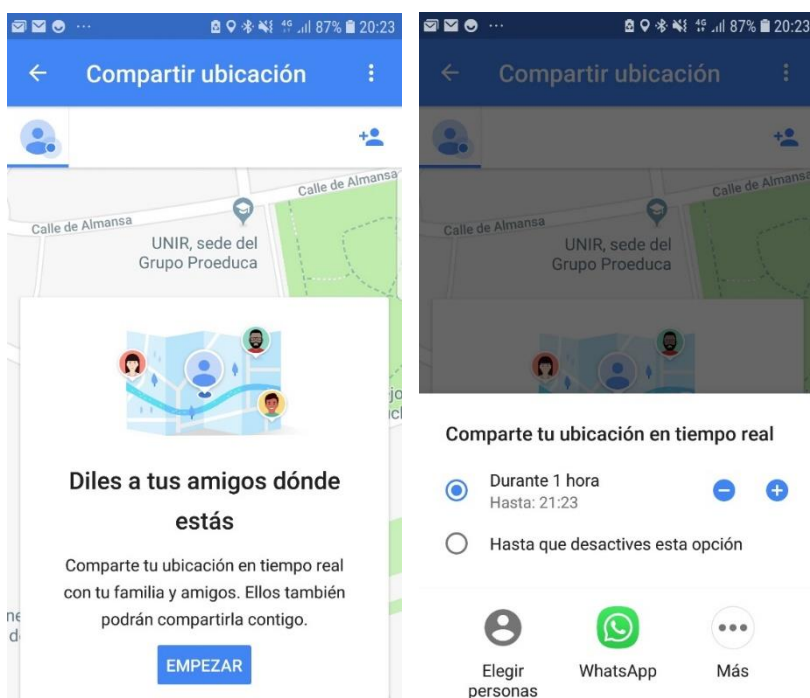 87% 20:23
Compartir ubicación
Calle de Almansa
Calle de Almansa
UNIR, sede del
Grupo Proeduca
Diles a tus amigos dónde
estás
Comparte tu ubicación en tiempo real
con tu familia y amigos. Ellos también
podrán compartirla contigo.
EMPEZAR
87% 20:23
Compartir ubicación
Calle de Almansa
Calle de Almansa
UNIR, sede del
Grupo Proeduca
Comparte tu ubicación en tiempo real
Durante 1 hora
Hasta: 21:23
Hasta que desactives esta opción
Elegir
personas
WhatsApp
Más